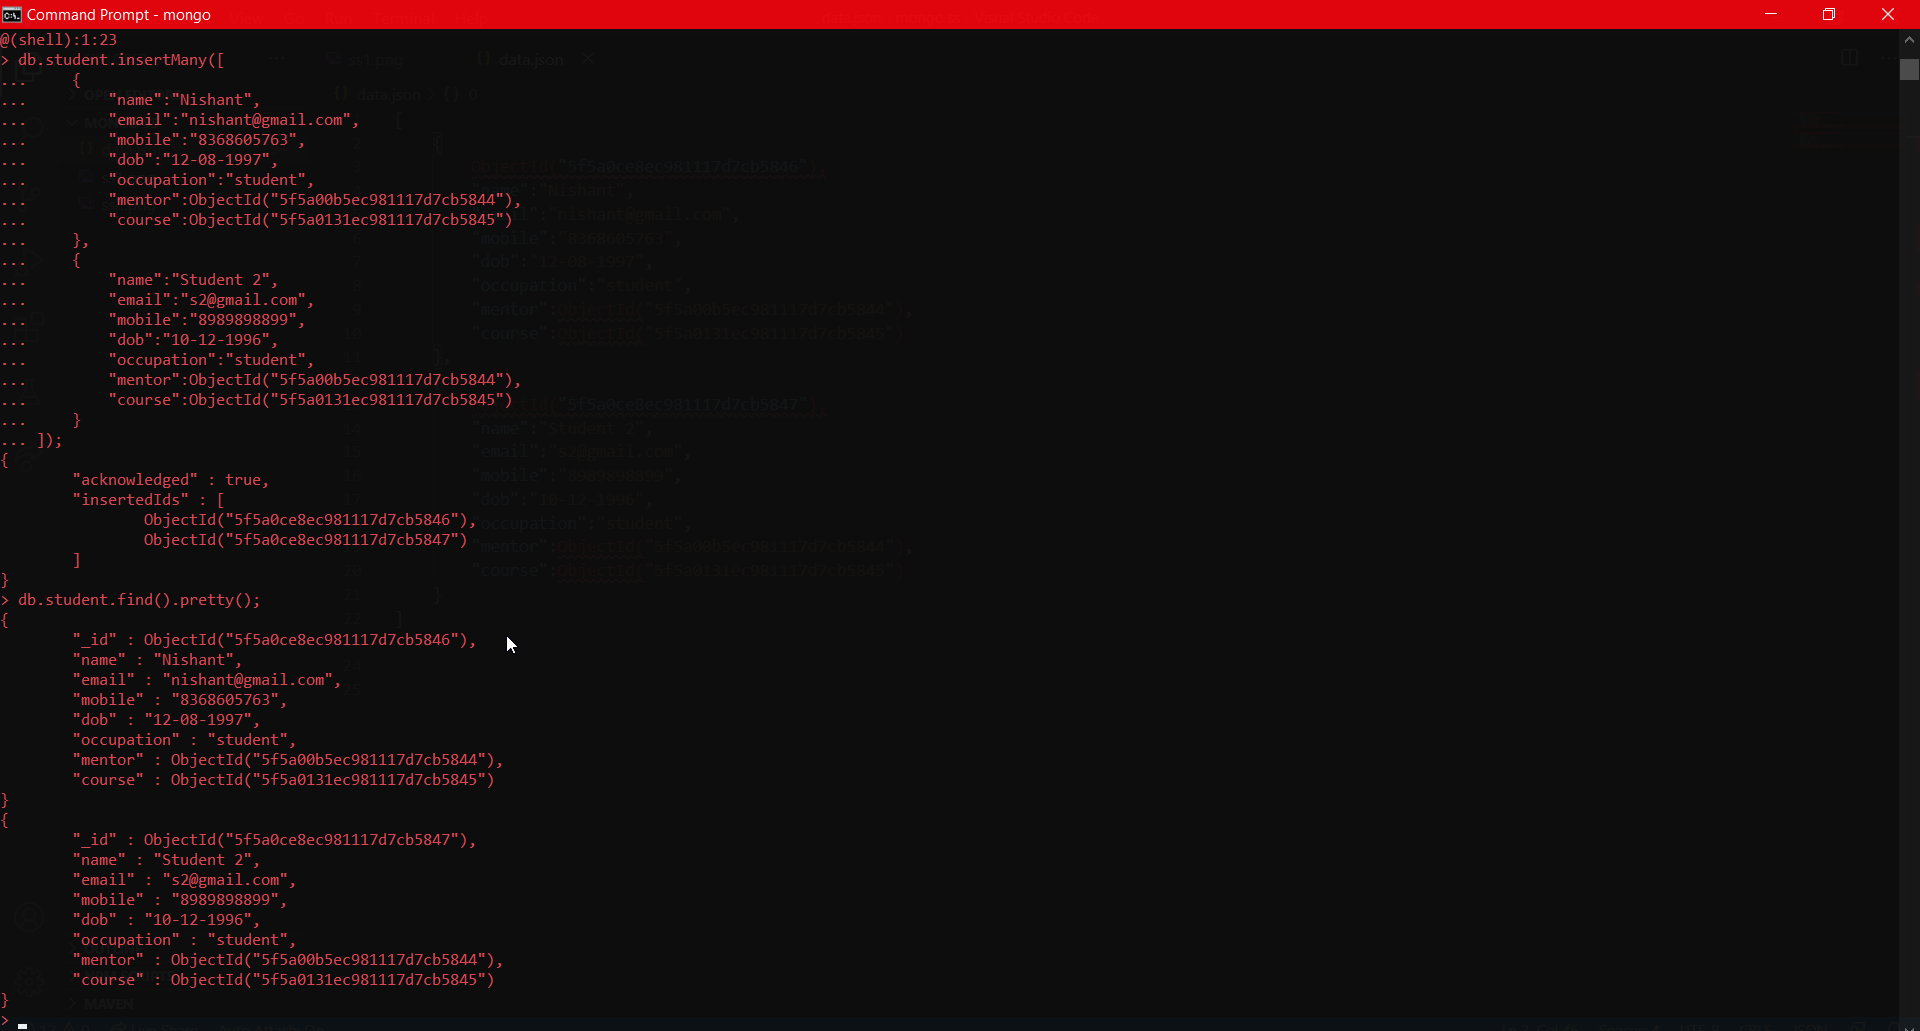 Command Prompt - mongo
@(shell):1:23
> db.student.insertMany([
...     {
...         "name":"Nishant",
...         "email":"nishant@gmail.com",
...         "mobile":"8368605763",
...         "dob":"12-08-1997",
...         "occupation":"student",
...         "mentor":ObjectId("5f5a00b5ec981117d7cb5844"),
...         "course":ObjectId("5f5a0131ec981117d7cb5845")
...     },
...     {
...         "name":"Student 2",
...         "email":"s2@gmail.com",
...         "mobile":"8989898899",
...         "dob":"10-12-1996",
...         "occupation":"student",
...         "mentor":ObjectId("5f5a00b5ec981117d7cb5844"),
...         "course":ObjectId("5f5a0131ec981117d7cb5845")
...     }
... ]);
{
        "acknowledged" : true,
        "insertedIds" : [
                ObjectId("5f5a0ce8ec981117d7cb5846"),
                ObjectId("5f5a0ce8ec981117d7cb5847")
        ]
}
> db.student.find().pretty();
{
        "_id" : ObjectId("5f5a0ce8ec981117d7cb5846"),
        "name" : "Nishant",
        "email" : "nishant@gmail.com",
        "mobile" : "8368605763",
        "dob" : "12-08-1997",
        "occupation" : "student",
        "mentor" : ObjectId("5f5a00b5ec981117d7cb5844"),
        "course" : ObjectId("5f5a0131ec981117d7cb5845")
}
{
        "_id" : ObjectId("5f5a0ce8ec981117d7cb5847"),
        "name" : "Student 2",
        "email" : "s2@gmail.com",
        "mobile" : "8989898899",
        "dob" : "10-12-1996",
        "occupation" : "student",
        "mentor" : ObjectId("5f5a00b5ec981117d7cb5844"),
        "course" : ObjectId("5f5a0131ec981117d7cb5845")
}
>